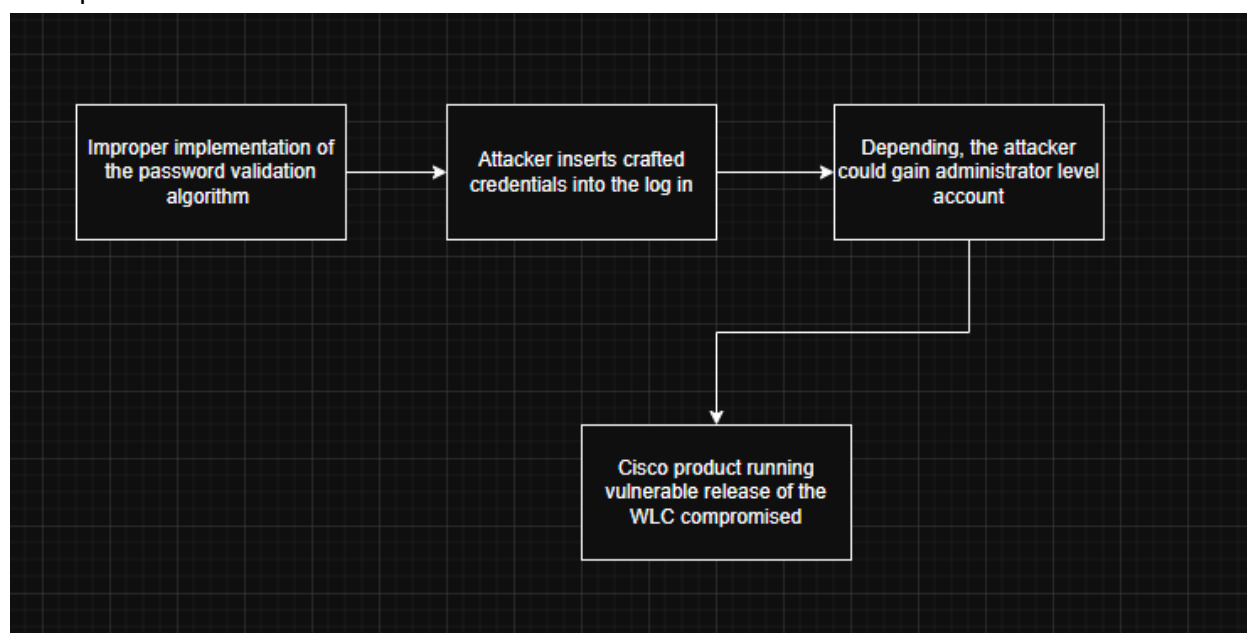 Improper implementation of
the password validation
algorithm
Attacker inserts crafted
credentials into the log in
Depending, the attacker
could gain administrator level
account
Cisco product running
vulnerable release of the
WLC compromised